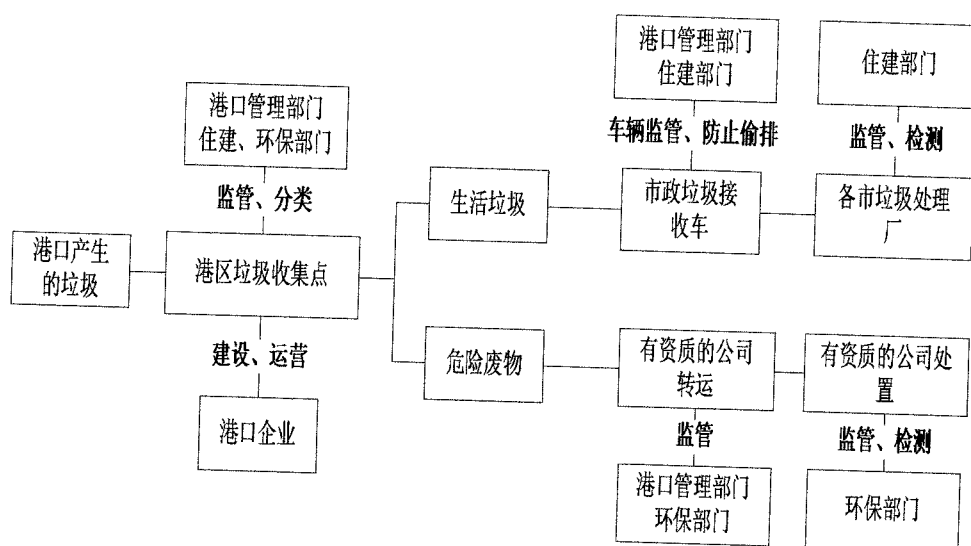 港口管理部门
住建部门
住建部门
港口管理部门
住建、环保部门
车辆监管、防止偷排
监管、检测
监管、分类
生活垃圾
市政垃圾接
收车
各市垃圾处理
厂
港口产生
的垃圾
港区垃圾收集点
建设、运营
危险废物
有资质的公司
转运
有资质的公司处
置
港口企业
监管
监管、检测
港口管理部门
环保部门
环保部门